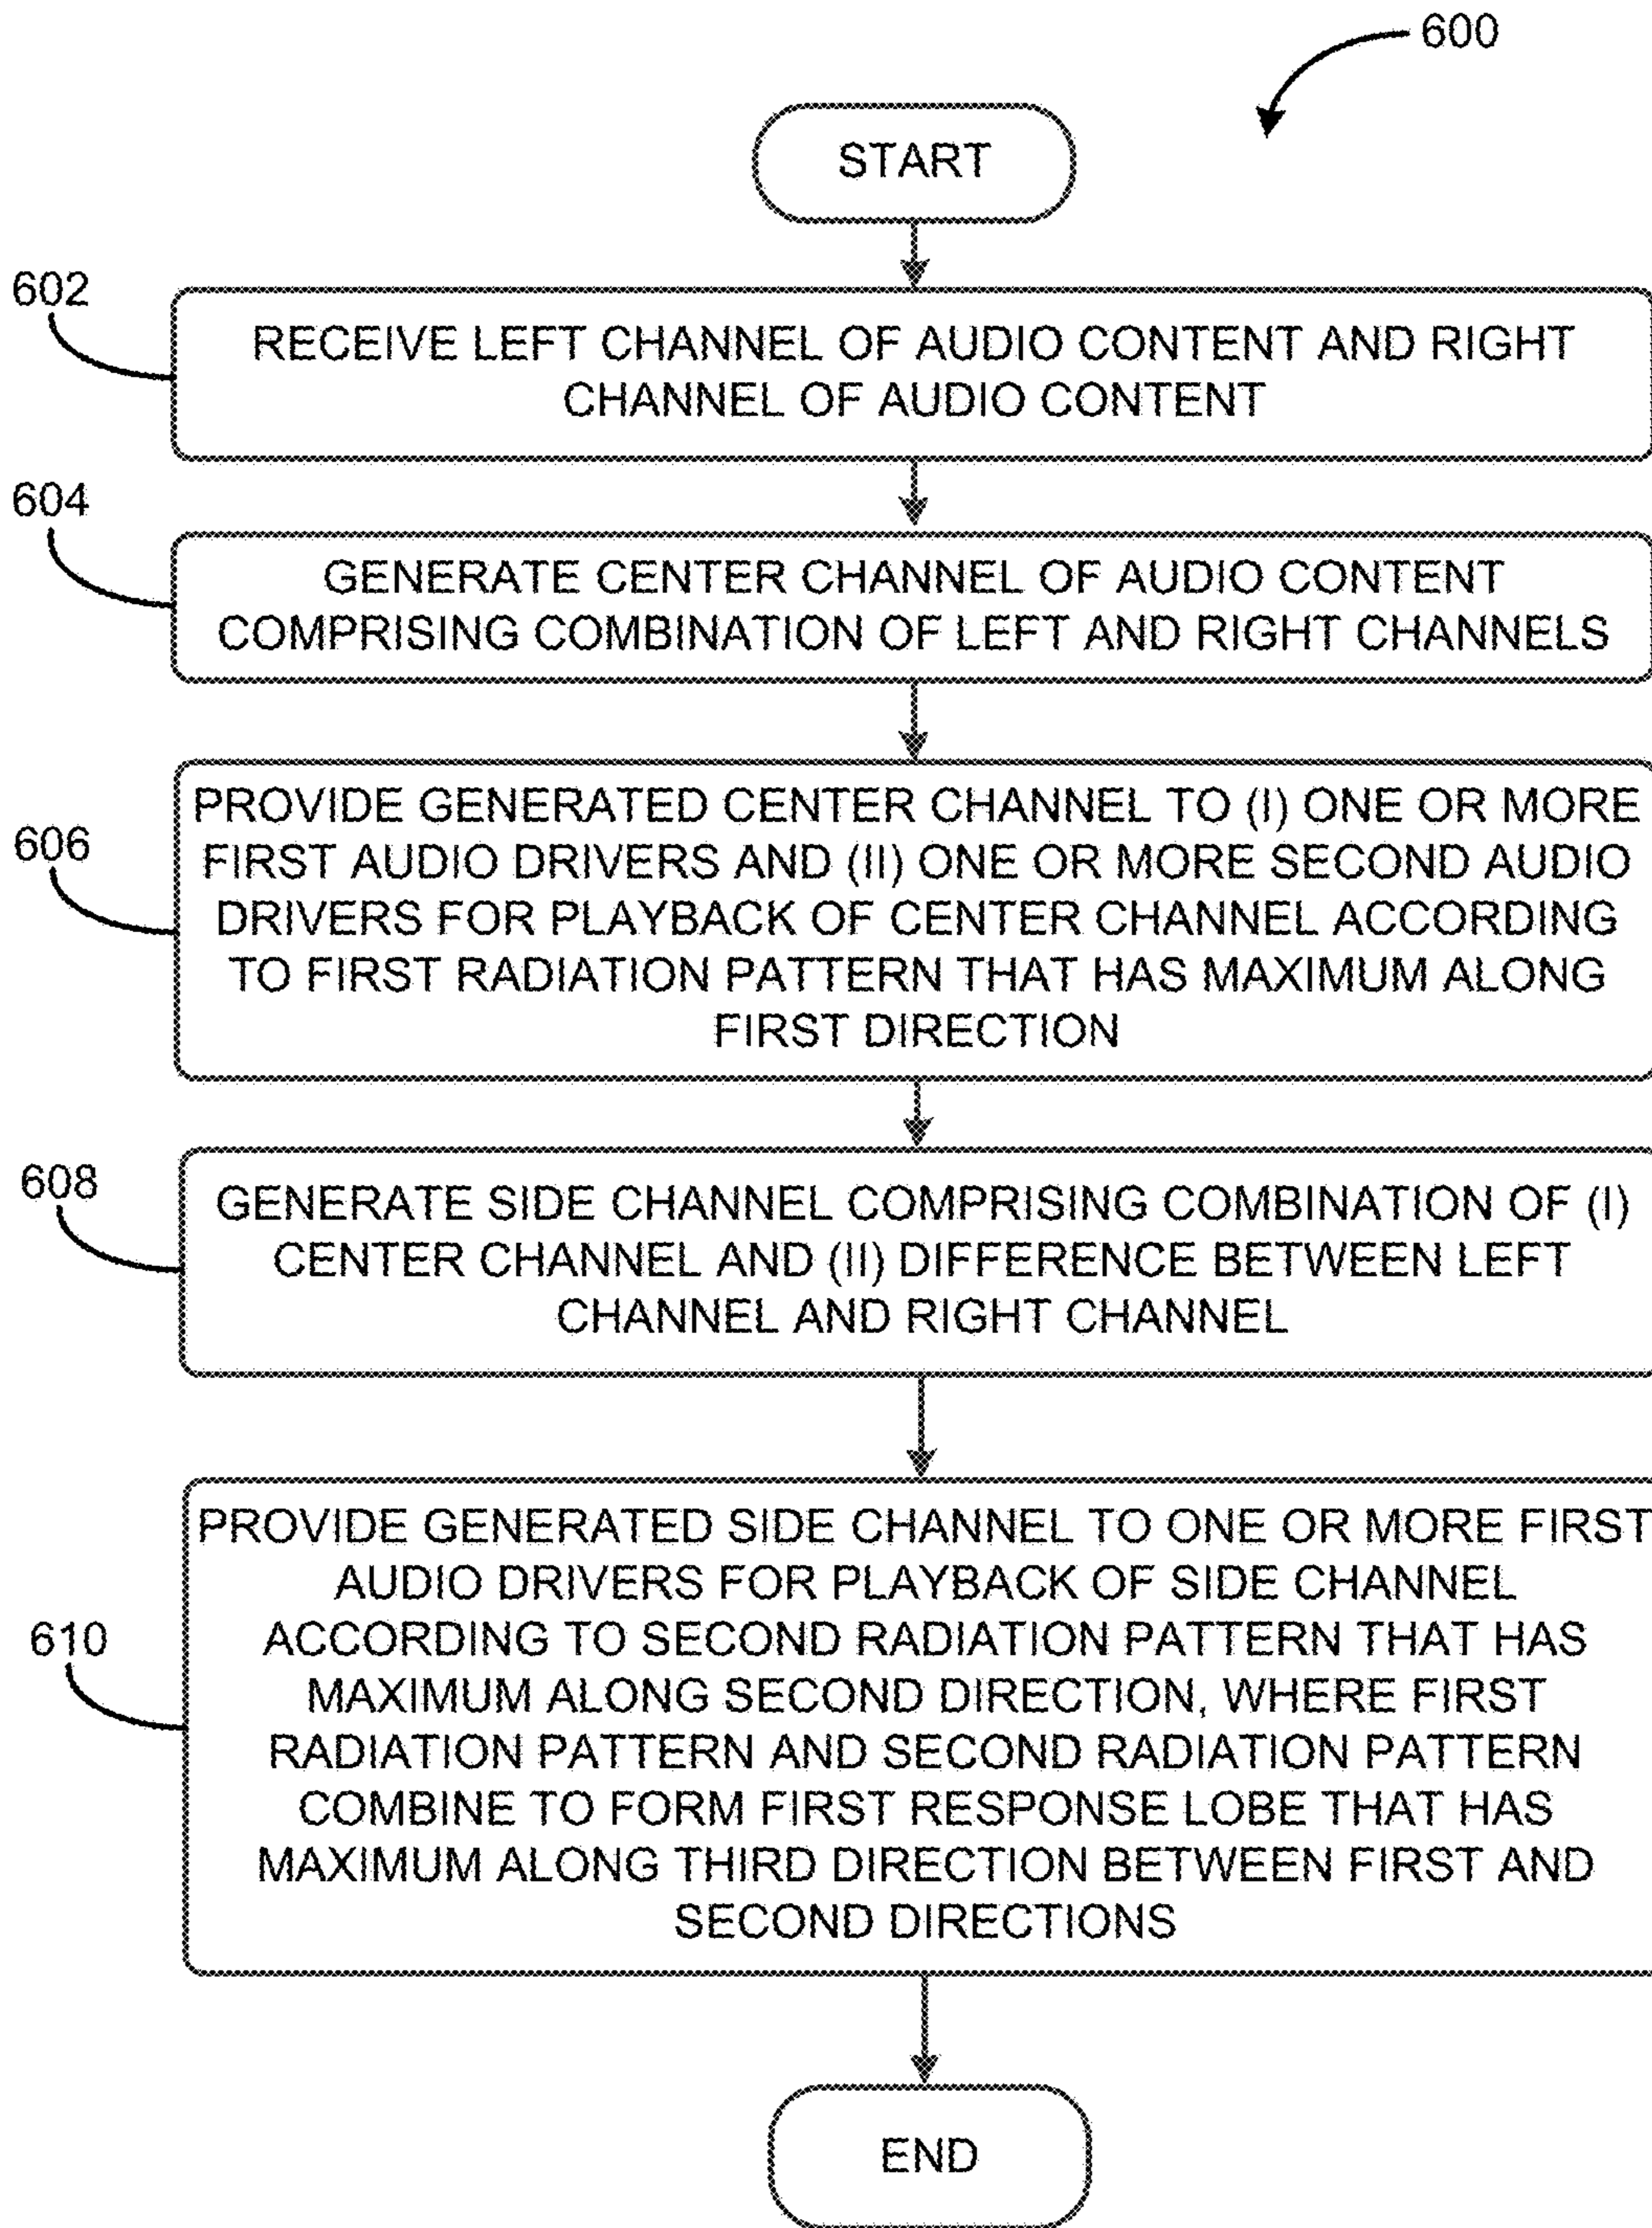 600
START
602
RECEIVE LEFT CHANNEL OF AUDIO CONTENT AND RIGHT
CHANNEL OF AUDIO CONTENT
604
GENERATE CENTER CHANNEL OF AUDIO CONTENT
COMPRISING COMBINATION OF LEFT AND RIGHT CHANNELS
606
PROVIDE GENERATED CENTER CHANNEL TO (I) ONE OR MORE
FIRST AUDIO DRIVERS AND (II) ONE OR MORE SECOND AUDIO
DRIVERS FOR PLAYBACK OF CENTER CHANNEL ACCORDING
TO FIRST RADIATION PATTERN THAT HAS MAXIMUM ALONG
FIRST DIRECTION
608
GENERATE SIDE CHANNEL COMPRISING COMBINATION OF (I)
CENTER CHANNEL AND (II) DIFFERENCE BETWEEN LEFT
CHANNEL AND RIGHT CHANNEL
610
PROVIDE GENERATED SIDE CHANNEL TO ONE OR MORE FIRST
AUDIO DRIVERS FOR PLAYBACK OF SIDE CHANNEL
ACCORDING TO SECOND RADIATION PATTERN THAT HAS
MAXIMUM ALONG SECOND DIRECTION, WHERE FIRST
RADIATION PATTERN AND SECOND RADIATION PATTERN
COMBINE TO FORM FIRST RESPONSE LOBE THAT HAS
MAXIMUM ALONG THIRD DIRECTION BETWEEN FIRST AND
SECOND DIRECTIONS
END